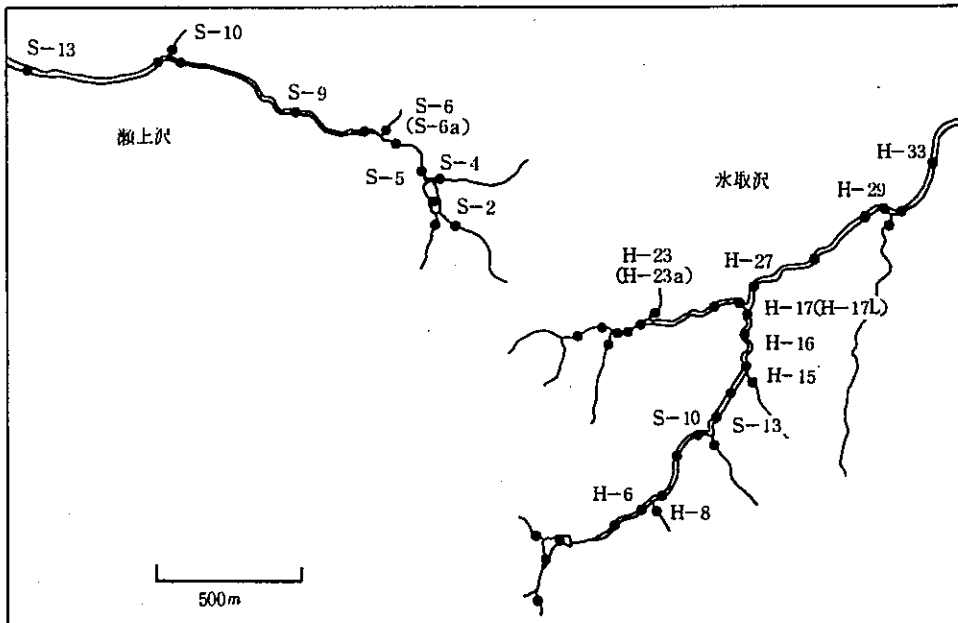 S-10
S-13
S-9
S-6
(S-6a)
瀬上沢
S-4
S-5
S-2
H-33
氷取沢
H-29
H-23
(H-23a)
H-27
H-17(H-17L)
H-16
H-15
S-10
S-13
H-6
H-8
500m